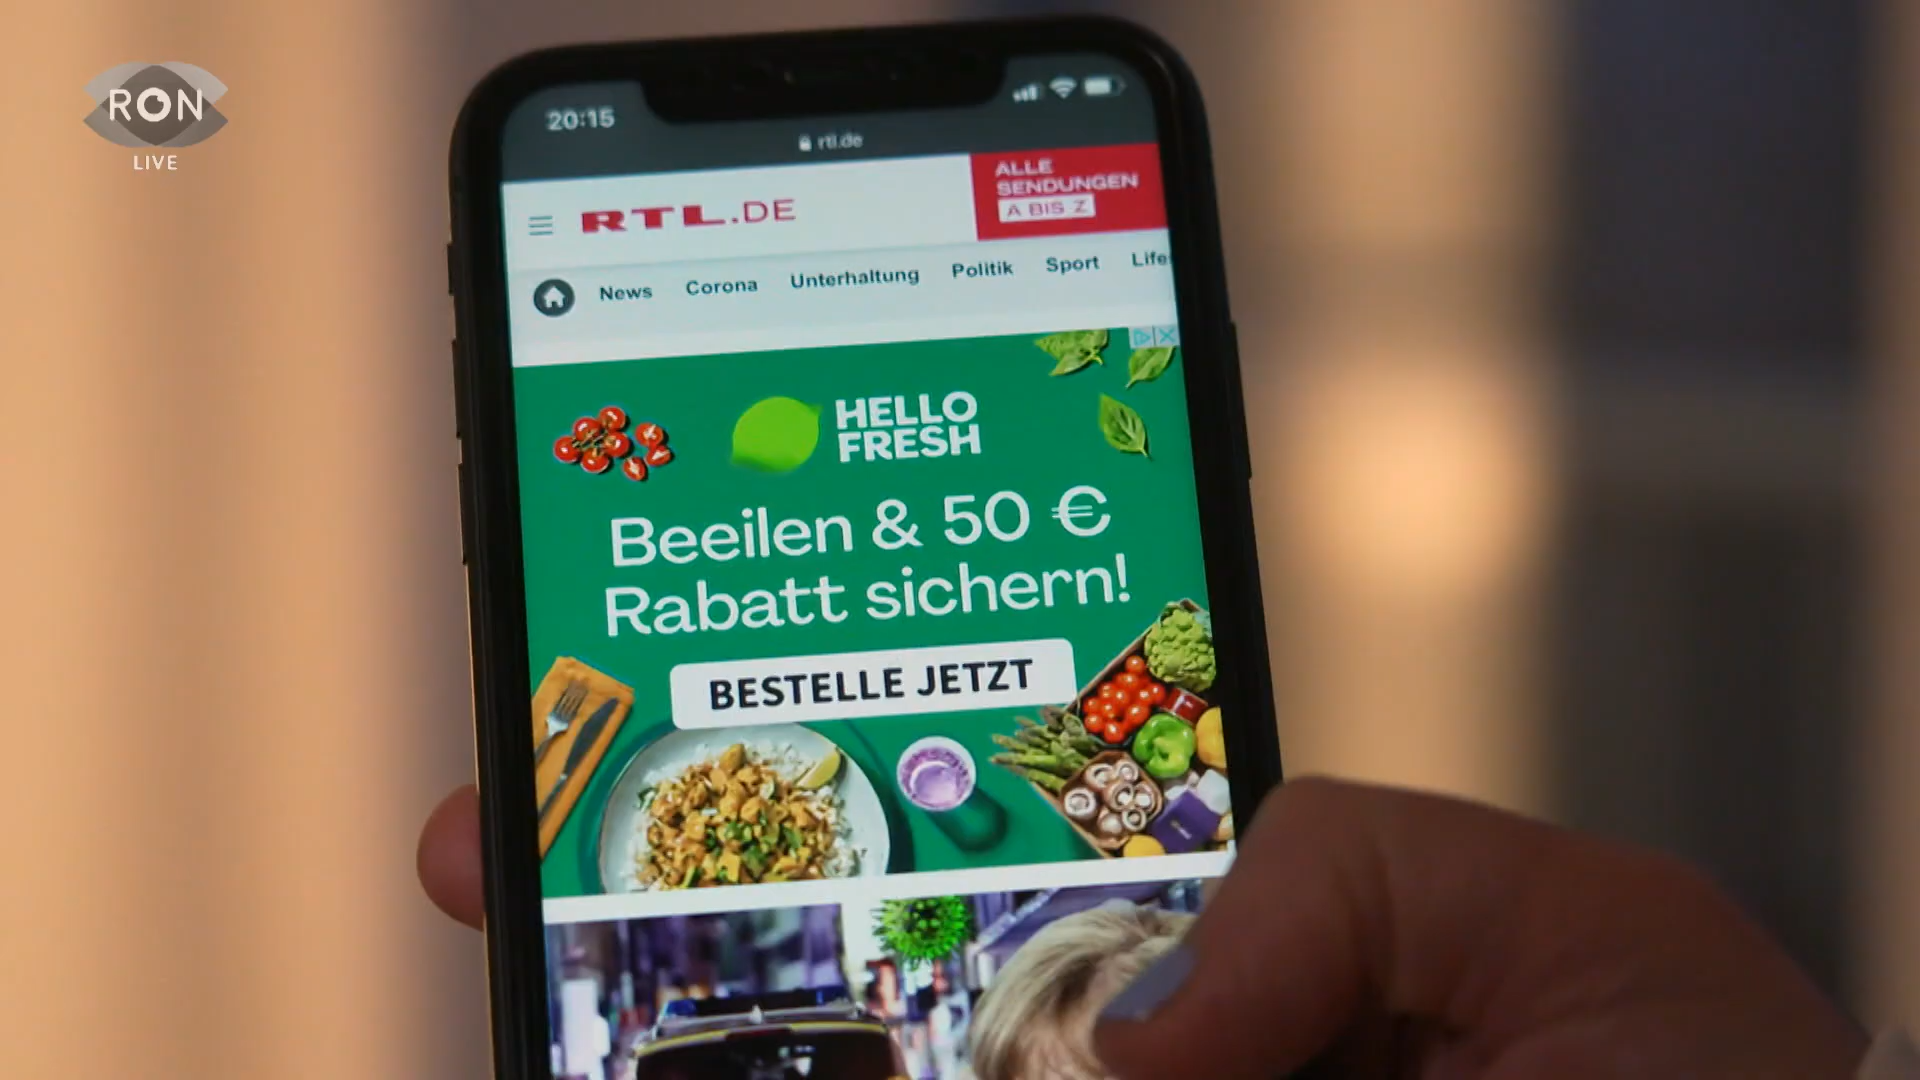 RON
LIVE
20:15
rtl.de
RTL.DE
ALLE
SENDUNGEN
A BIS Z
News Corona Unterhaltung Politik Sport Life
HELLO
FRESH
Beeilen & 50 €
Rabatt sichern!
BESTELLE JETZT